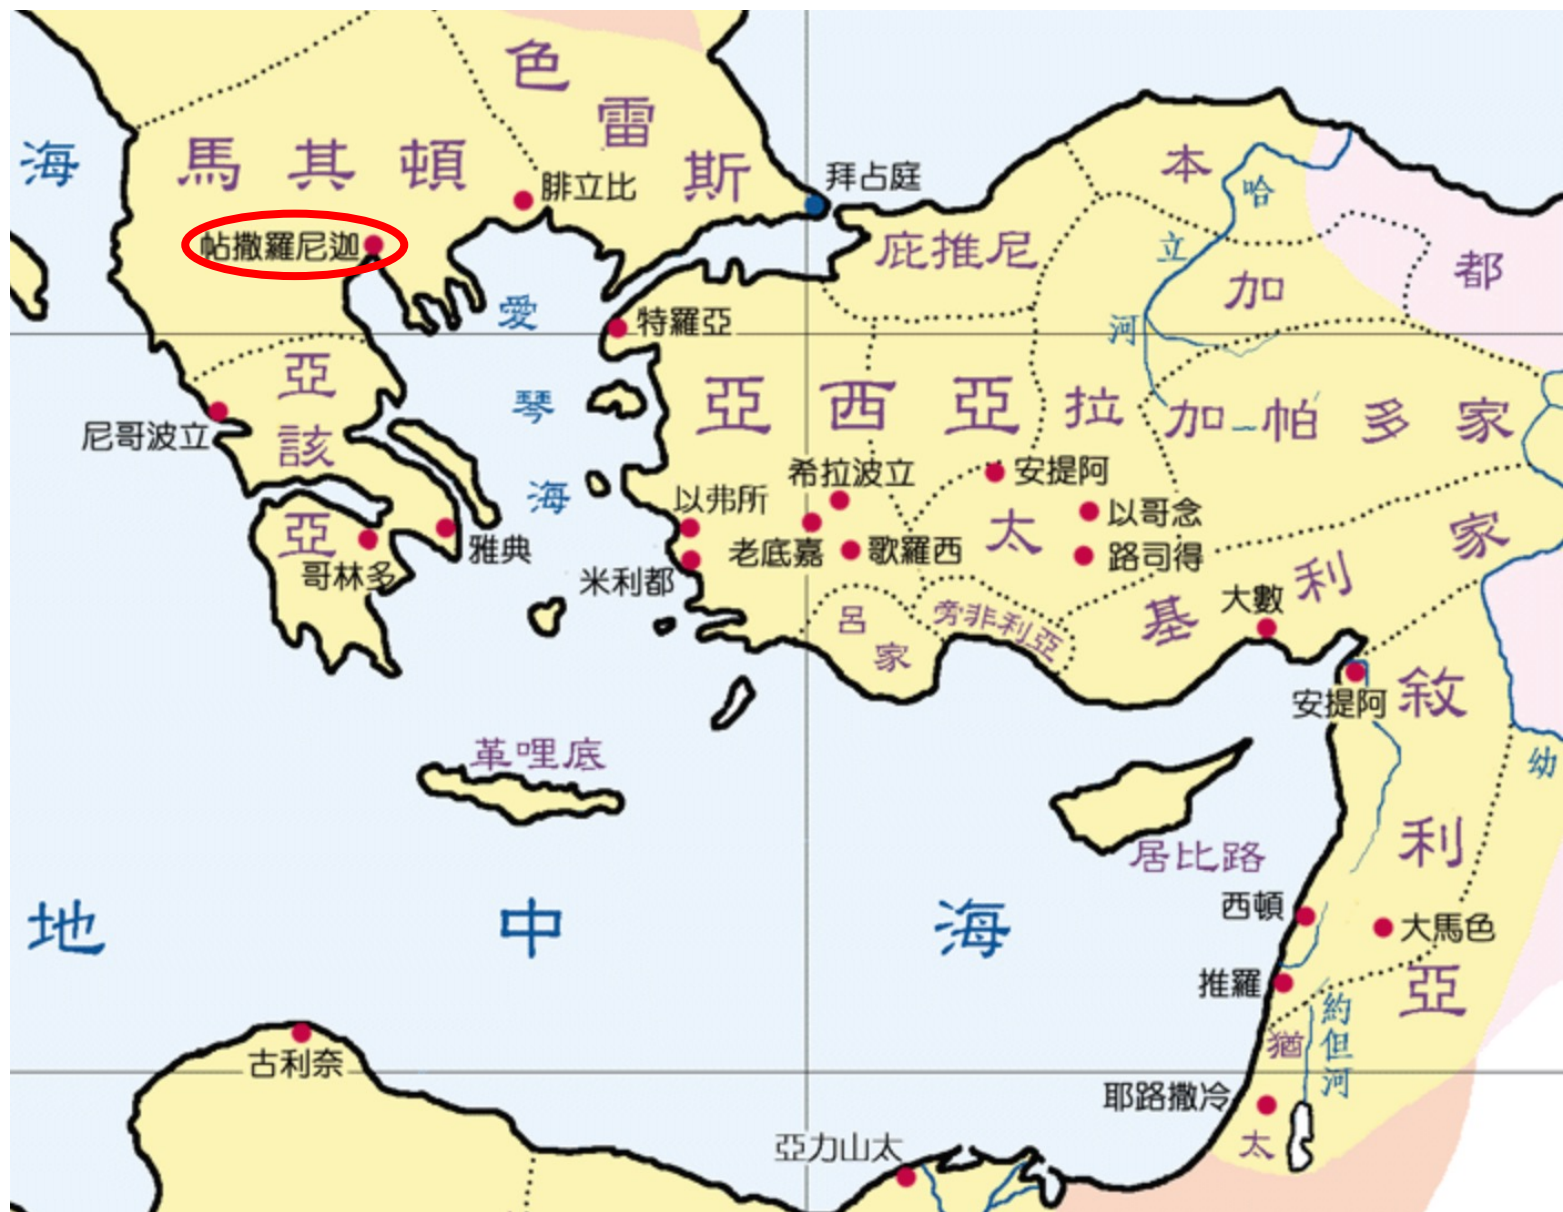 色雷斯
馬其頓
海
腓立比
拜占庭
本
哈立河
帖撒羅尼迦
庇推尼
加拉太
都
愛琴海
特羅亞
亞該亞
尼哥波立
亞西亞
加帕多家
希拉波立
安提阿
以弗所
以哥念
老底嘉
歌羅西
路司得
雅典
哥林多
米利都
呂家
旁非利亞
基利家
大數
安提阿
敘利亞
幼
革哩底
居比路
西頓
大馬色
地中海
推羅
約但河
猶太
古利奈
耶路撒冷
亞力山太